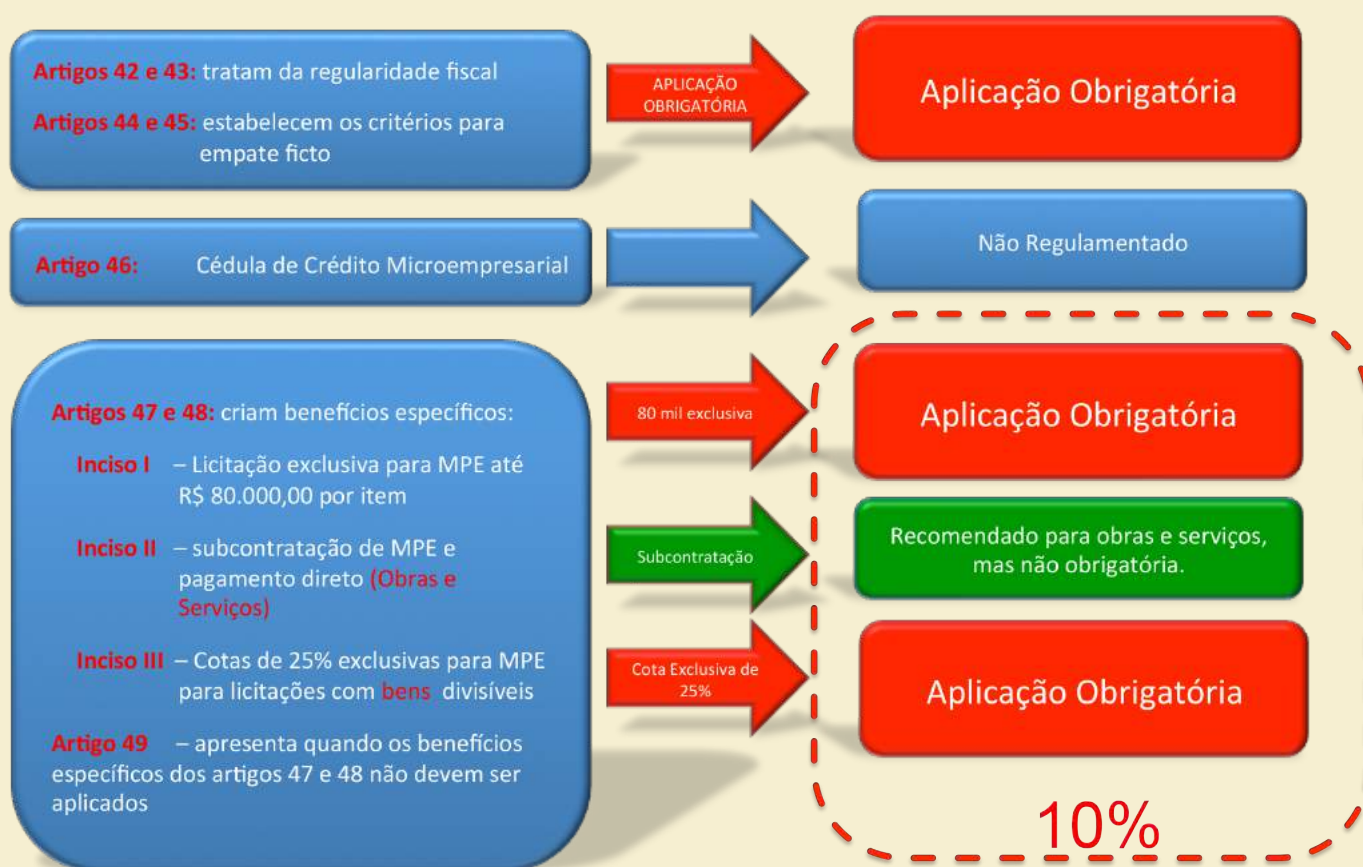 Artigos 42 e 43: tratam da regularidade fiscal
Artigos 44 e 45: estabelecem os critérios para
empate ficto
APLICAÇÃO
OBRIGATÓRIA
Aplicação Obrigatória
Artigo 46: Cédula de Crédito Microempresarial
Não Regulamentado
Artigos 47 e 48: criam benefícios específicos:
Inciso I – Licitação exclusiva para MPE até
R$ 80.000,00 por item
Inciso II – subcontratação de MPE e
pagamento direto (Obras e
Serviços)
Inciso III – Cotas de 25% exclusivas para MPE
para licitações com bens divisíveis
Artigo 49 – apresenta quando os benefícios
específicos dos artigos 47 e 48 não devem ser
aplicados
80 mil exclusiva
Aplicação Obrigatória
Subcontratação
Recomendado para obras e serviços,
mas não obrigatória.
Cota Exclusiva de
25%
Aplicação Obrigatória
10%